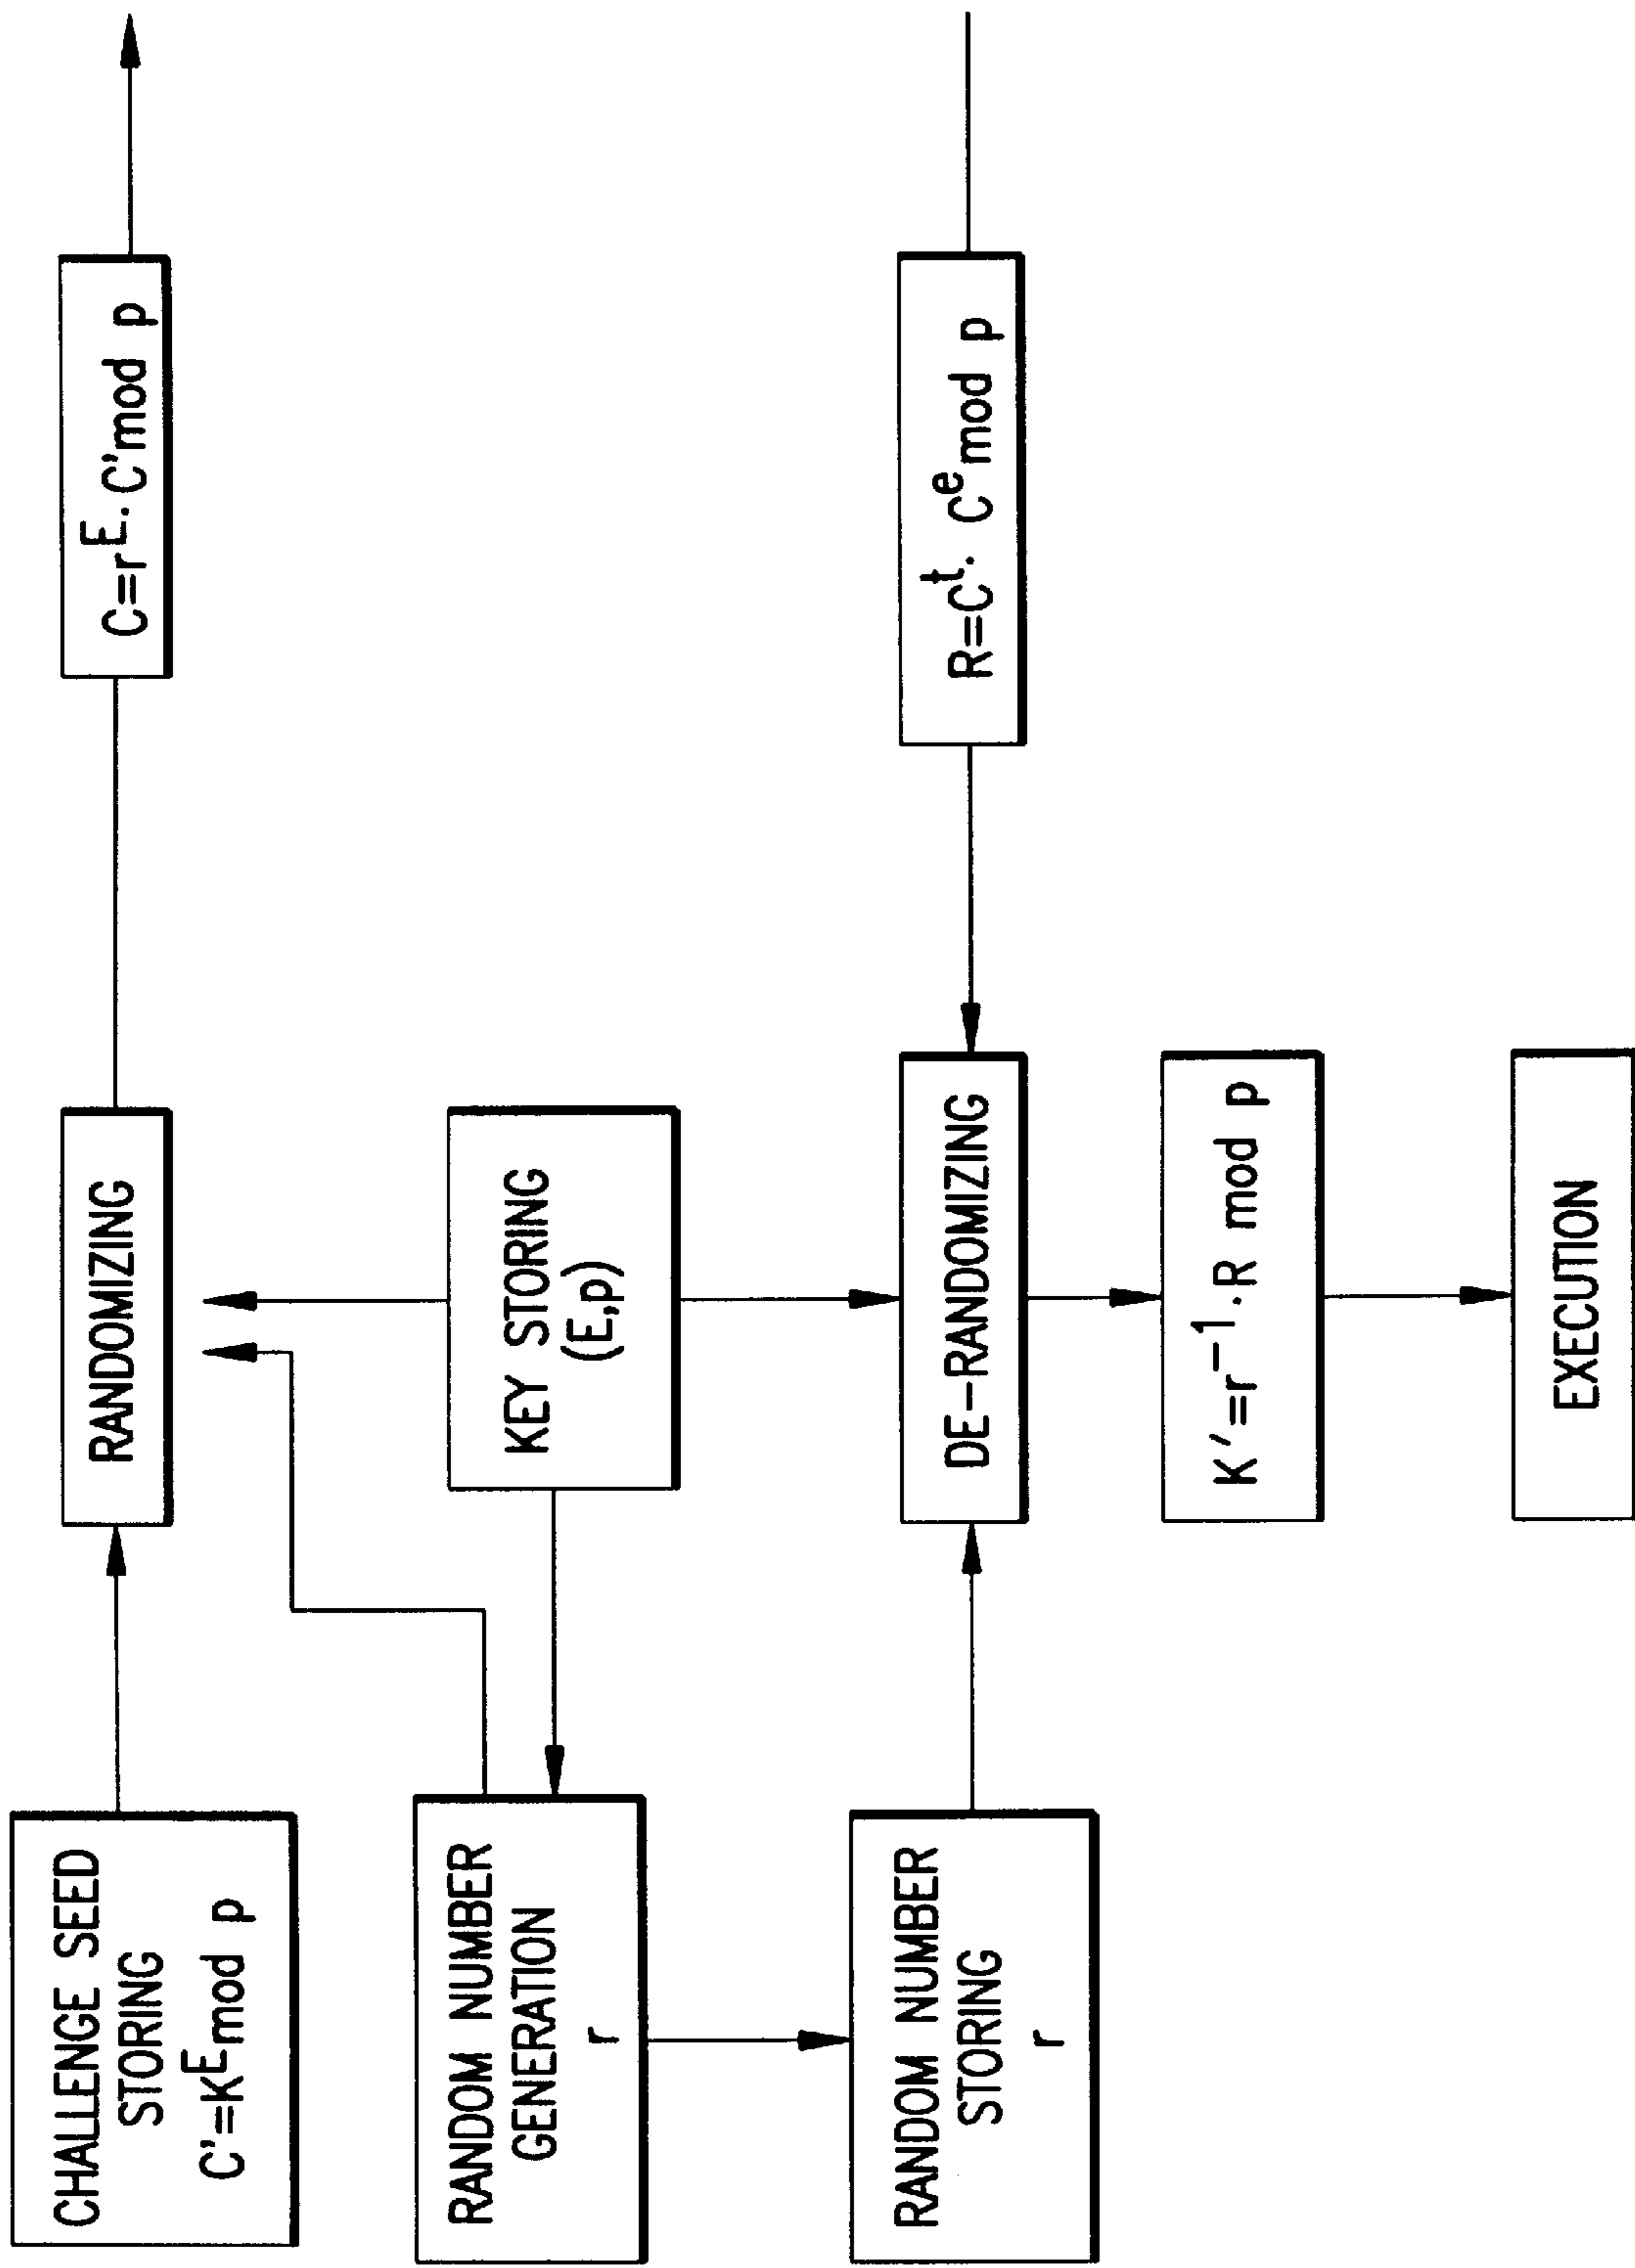 CHALLENGE SEED
STORING
C'=K^E mod p
RANDOMIZING
C=r^E·C' mod p
RANDOM NUMBER
GENERATION
r
KEY STORING
(E,p)
RANDOM NUMBER
STORING
r
DE-RANDOMIZING
R=C^t·C^e mod p
K'=r^-1·R mod p
EXECUTION